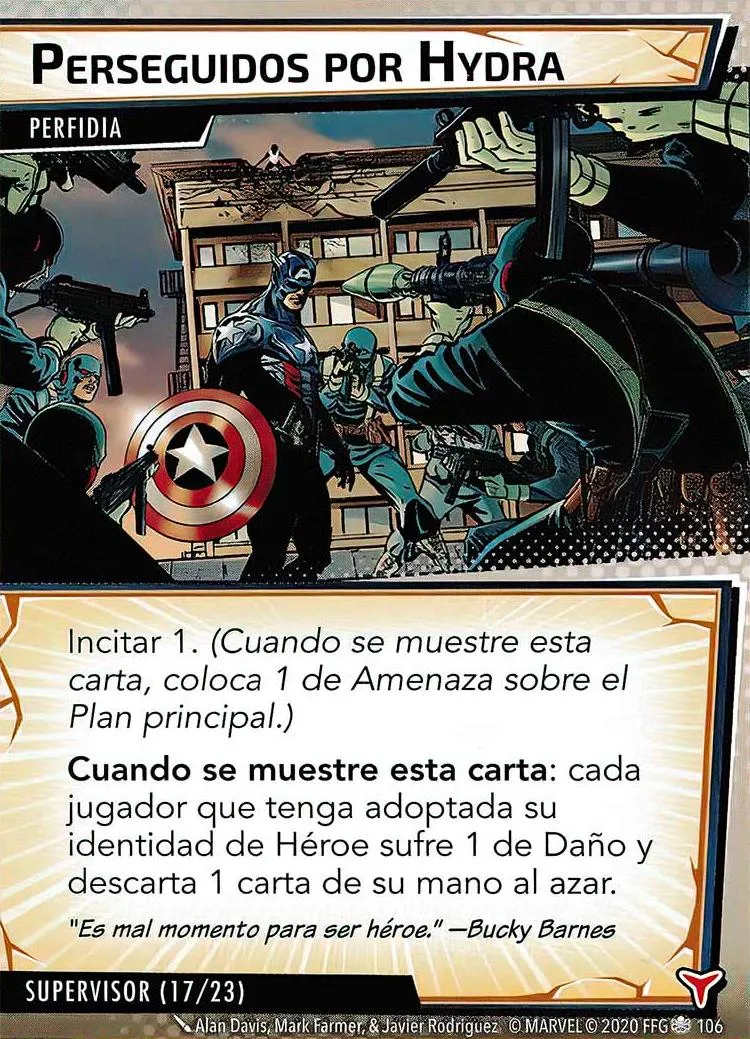 PERSEGUIDOS POR HYDRA
PERFIDIA
Incitar 1. (Cuando se muestre esta
carta, coloca 1 de Amenaza sobre el
Plan principal.)
Cuando se muestre esta carta: cada
jugador que tenga adoptada su
identidad de Héroe sufre 1 de Daño y
descarta 1 carta de su mano al azar.
"Es mal momento para ser héroe." —Bucky Barnes
SUPERVISOR (17/23)
Alan Davis, Mark Farmer, & Javier Rodriguez © MARVEL © 2020 FFG 106